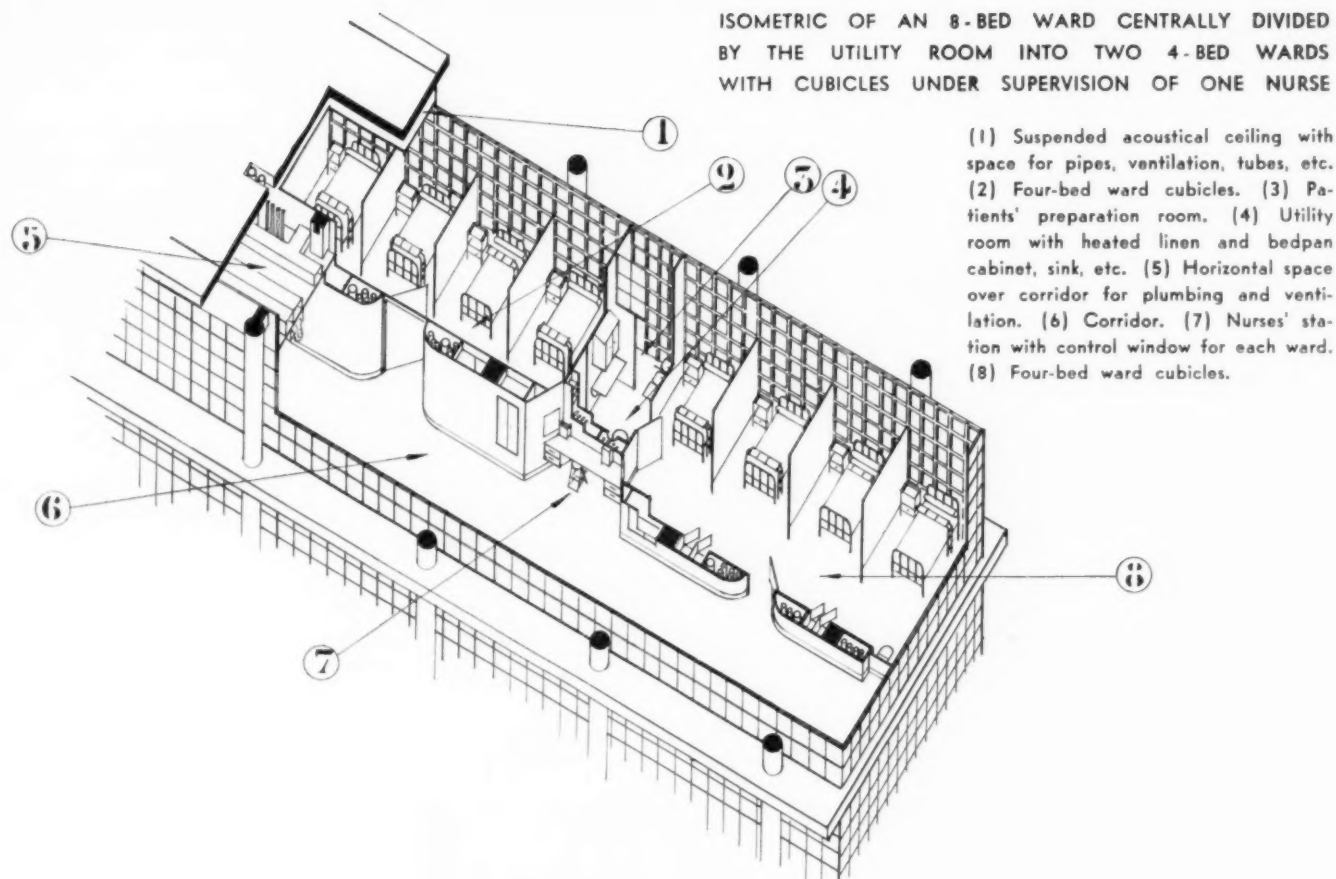 ISOMETRIC OF AN 8-BED WARD CENTRALLY DIVIDED
BY THE UTILITY ROOM INTO TWO 4-BED WARDS
WITH CUBICLES UNDER SUPERVISION OF ONE NURSE
(1) Suspended acoustical ceiling with
space for pipes, ventilation, tubes, etc.
(2) Four-bed ward cubicles. (3) Pa-
tients' preparation room. (4) Utility
room with heated linen and bedpan
cabinet, sink, etc. (5) Horizontal space
over corridor for plumbing and venti-
lation. (6) Corridor. (7) Nurses' sta-
tion with control window for each ward.
(8) Four-bed ward cubicles.
1
2
3
4
5
6
7
8